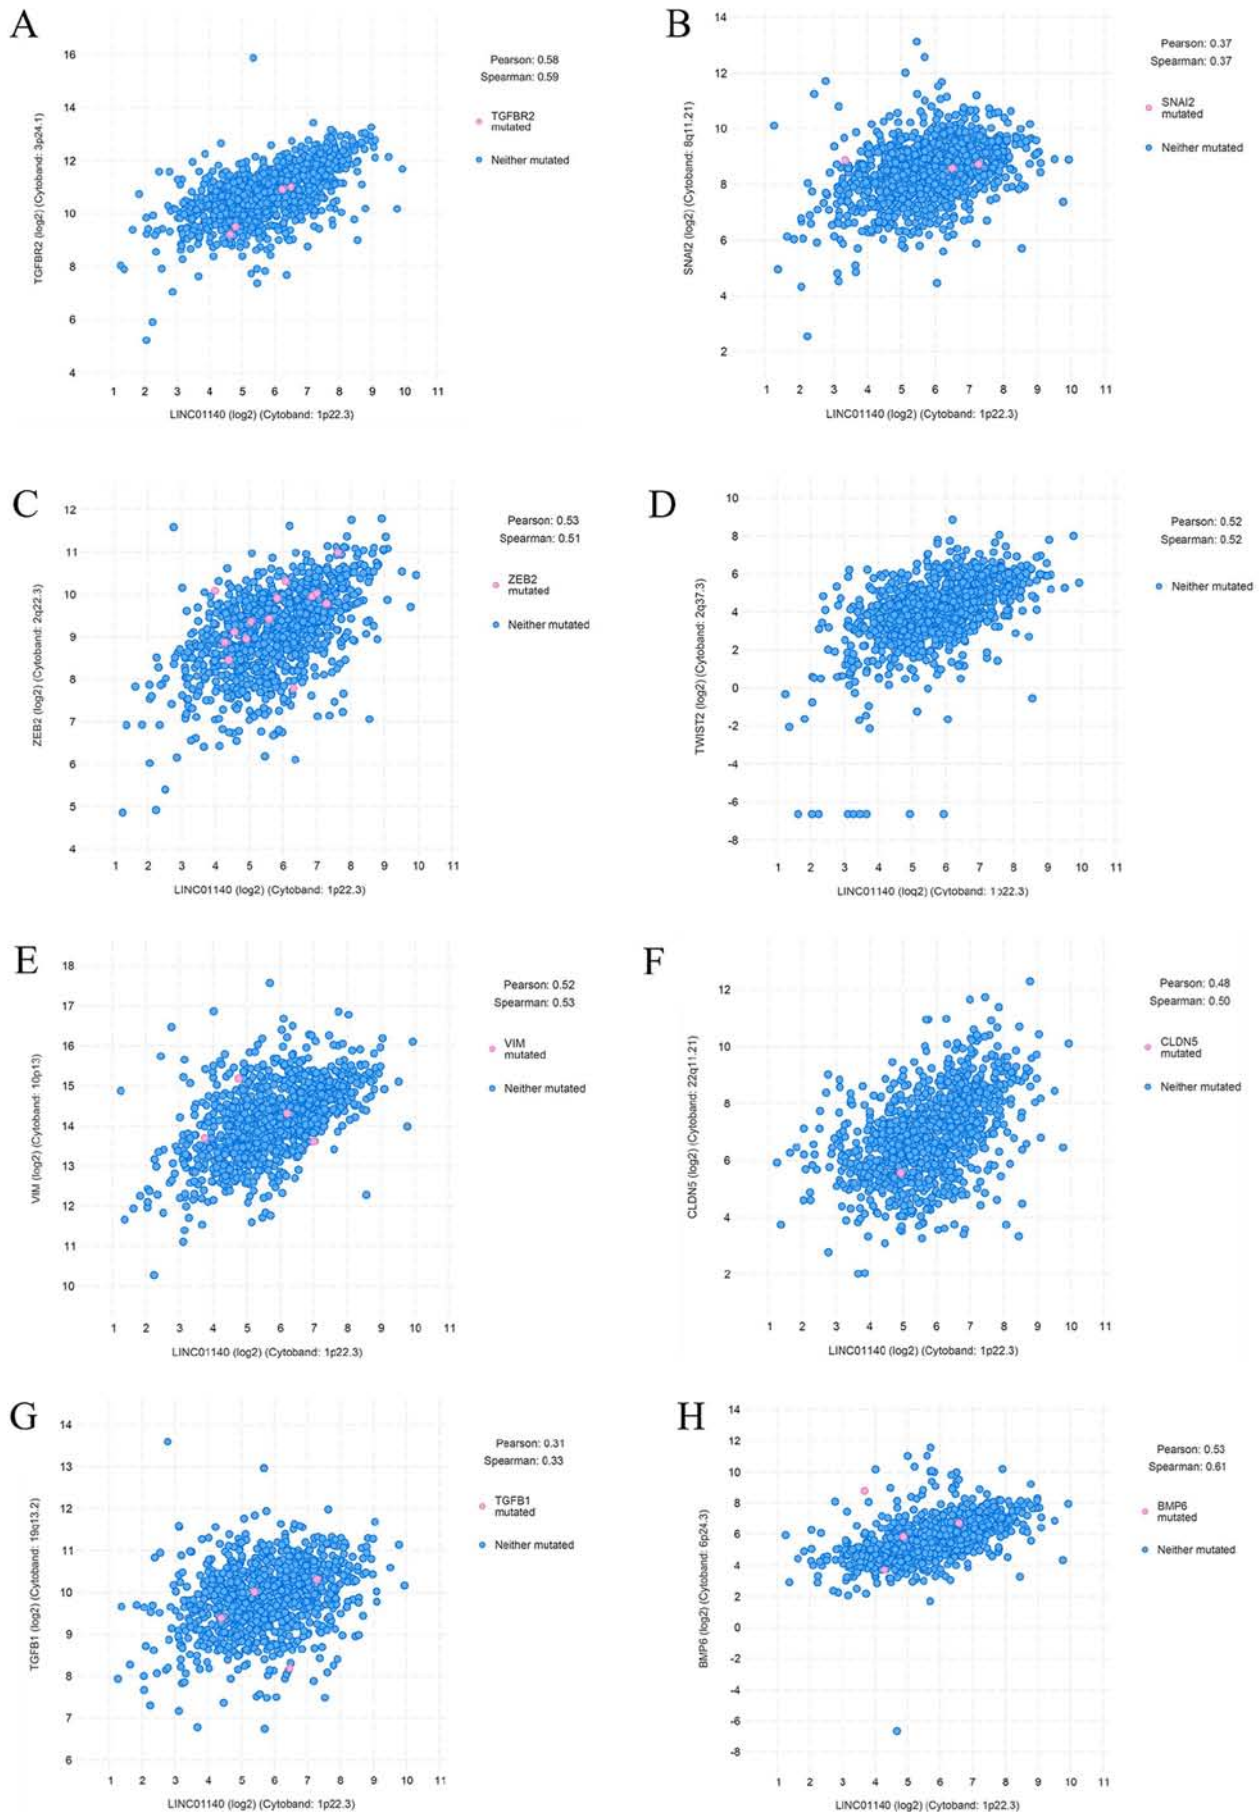 A
Pearson: 0.58
Spearman: 0.59
TGFBR2
mutated
Neither mutated
TGFBR2 (log2) (Cytoband: 3p24.1)
16
14
12
10
8
6
4
1 2 3 4 5 6 7 8 9 10 11
LINC01140 (log2) (Cytoband: 1p22.3)
B
Pearson: 0.37
Spearman: 0.37
SNAI2
mutated
Neither mutated
SNAI2 (log2) (Cytoband: 8q11.21)
14
12
10
8
6
4
2
1 2 3 4 5 6 7 8 9 10 11
LINC01140 (log2) (Cytoband: 1p22.3)
C
Pearson: 0.53
Spearman: 0.51
ZEB2
mutated
Neither mutated
ZEB2 (log2) (Cytoband: 2q22.3)
12
11
10
9
8
7
6
5
4
1 2 3 4 5 6 7 8 9 10 11
LINC01140 (log2) (Cytoband: 1p22.3)
D
Pearson: 0.52
Spearman: 0.52
Neither mutated
TWIST2 (log2) (Cytoband: 2q37.3)
10
8
6
4
2
0
-2
-4
-6
-8
1 2 3 4 5 6 7 8 9 10 11
LINC01140 (log2) (Cytoband: 1p22.3)
E
Pearson: 0.52
Spearman: 0.53
VIM
mutated
Neither mutated
VIM (log2) (Cytoband: 10p13)
18
17
16
15
14
13
12
11
10
1 2 3 4 5 6 7 8 9 10 11
LINC01140 (log2) (Cytoband: 1p22.3)
F
Pearson: 0.48
Spearman: 0.50
CLDN5
mutated
Neither mutated
CLDN5 (log2) (Cytoband: 22q11.21)
12
10
8
6
4
2
1 2 3 4 5 6 7 8 9 10 11
LINC01140 (log2) (Cytoband: 1p22.3)
G
Pearson: 0.31
Spearman: 0.33
TGFB1
mutated
Neither mutated
TGFB1 (log2) (Cytoband: 19q13.2)
14
13
12
11
10
9
8
7
6
1 2 3 4 5 6 7 8 9 10 11
LINC01140 (log2) (Cytoband: 1p22.3)
H
Pearson: 0.53
Spearman: 0.61
BMP6
mutated
Neither mutated
BMP6 (log2) (Cytoband: 6p24.3)
14
12
10
8
6
4
2
0
-2
-4
-6
-8
1 2 3 4 5 6 7 8 9 10 11
LINC01140 (log2) (Cytoband: 1p22.3)